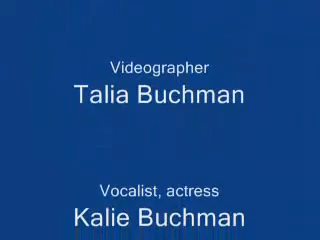 Videographer
Talia Buchman
Vocalist, actress
Kalie Buchman